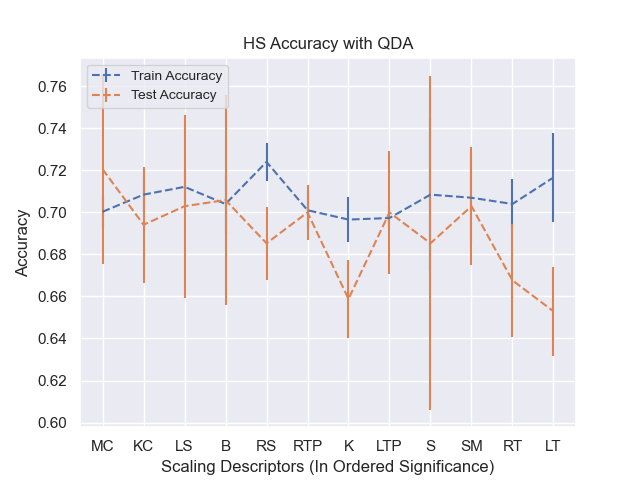 HS Accuracy with QDA
Train Accuracy
Test Accuracy
0.76
0.74
0.72
0.70
0.68
0.66
0.64
0.62
0.60
Accuracy
MC KC LS B RS RTP K LTP S SM RT LT
Scaling Descriptors (In Ordered Significance)